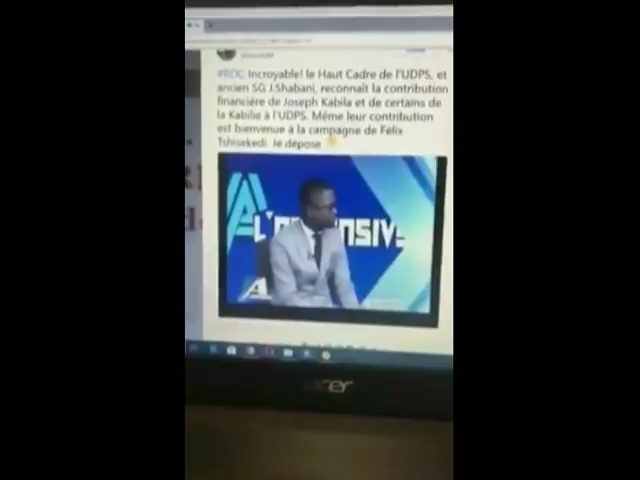 #RDC Incroyable! le Haut Cadre de l'UDPS, et
ancien SG J.Shabani, reconnaît la contribution
financière de Joseph Kabila et de certains de
la Kabilie à l'UDPS. Même leur contribution
est bienvenue à la campagne de Félix
Tshisekedi. Je dépose
L'OFFENSIVE
acer